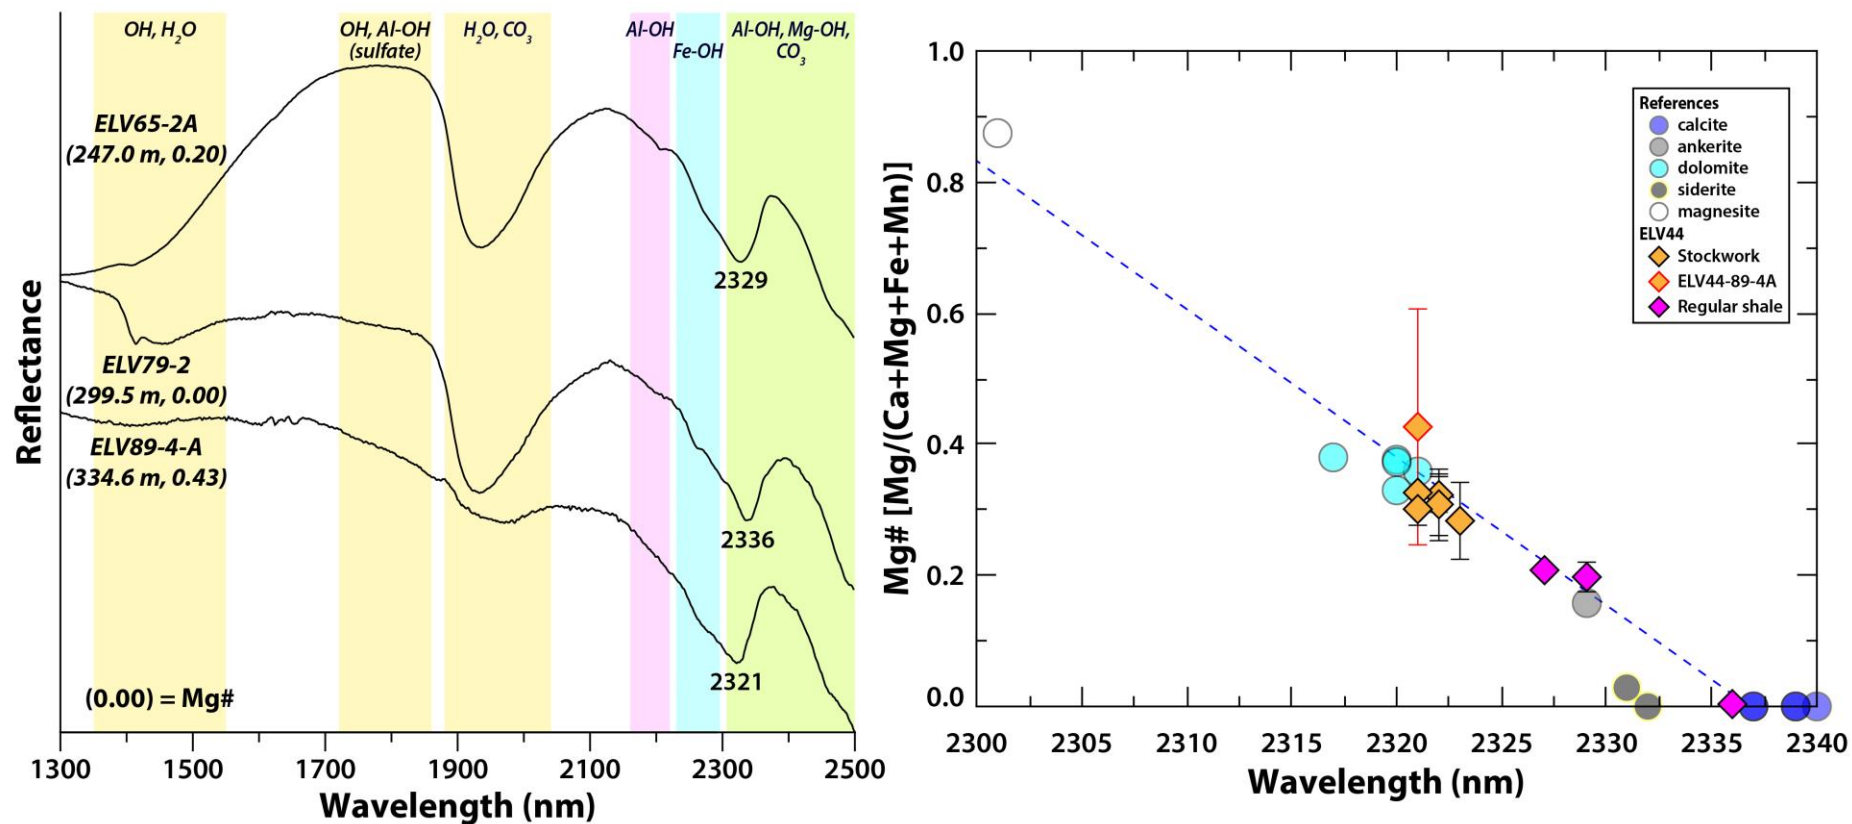 OH, H₂O
OH, Al-OH
(sulfate)
H₂O, CO₃
Al-OH
Fe-OH
Al-OH, Mg-OH,
CO₃
ELV65-2A
(247.0 m, 0.20)
2329
ELV79-2
(299.5 m, 0.00)
2336
ELV89-4-A
(334.6 m, 0.43)
2321
(0.00) = Mg#
Reflectance
1300 1500 1700 1900 2100 2300 2500
Wavelength (nm)
Mg# [Mg/(Ca+Mg+Fe+Mn)]
1.0
0.8
0.6
0.4
0.2
0.0
References
calcite
ankerite
dolomite
siderite
magnesite
ELV44
Stockwork
ELV44-89-4A
Regular shale
2300 2305 2310 2315 2320 2325 2330 2335 2340
Wavelength (nm)